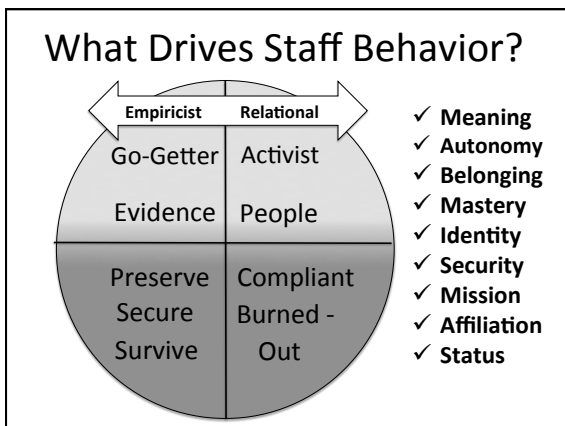 What Drives Staff Behavior?
Empiricist
Relational
Go-Getter
Activist
Evidence
People
Preserve
Secure
Survive
Compliant
Burned -
Out
✓ Meaning
✓ Autonomy
✓ Belonging
✓ Mastery
✓ Identity
✓ Security
✓ Mission
✓ Affiliation
✓ Status